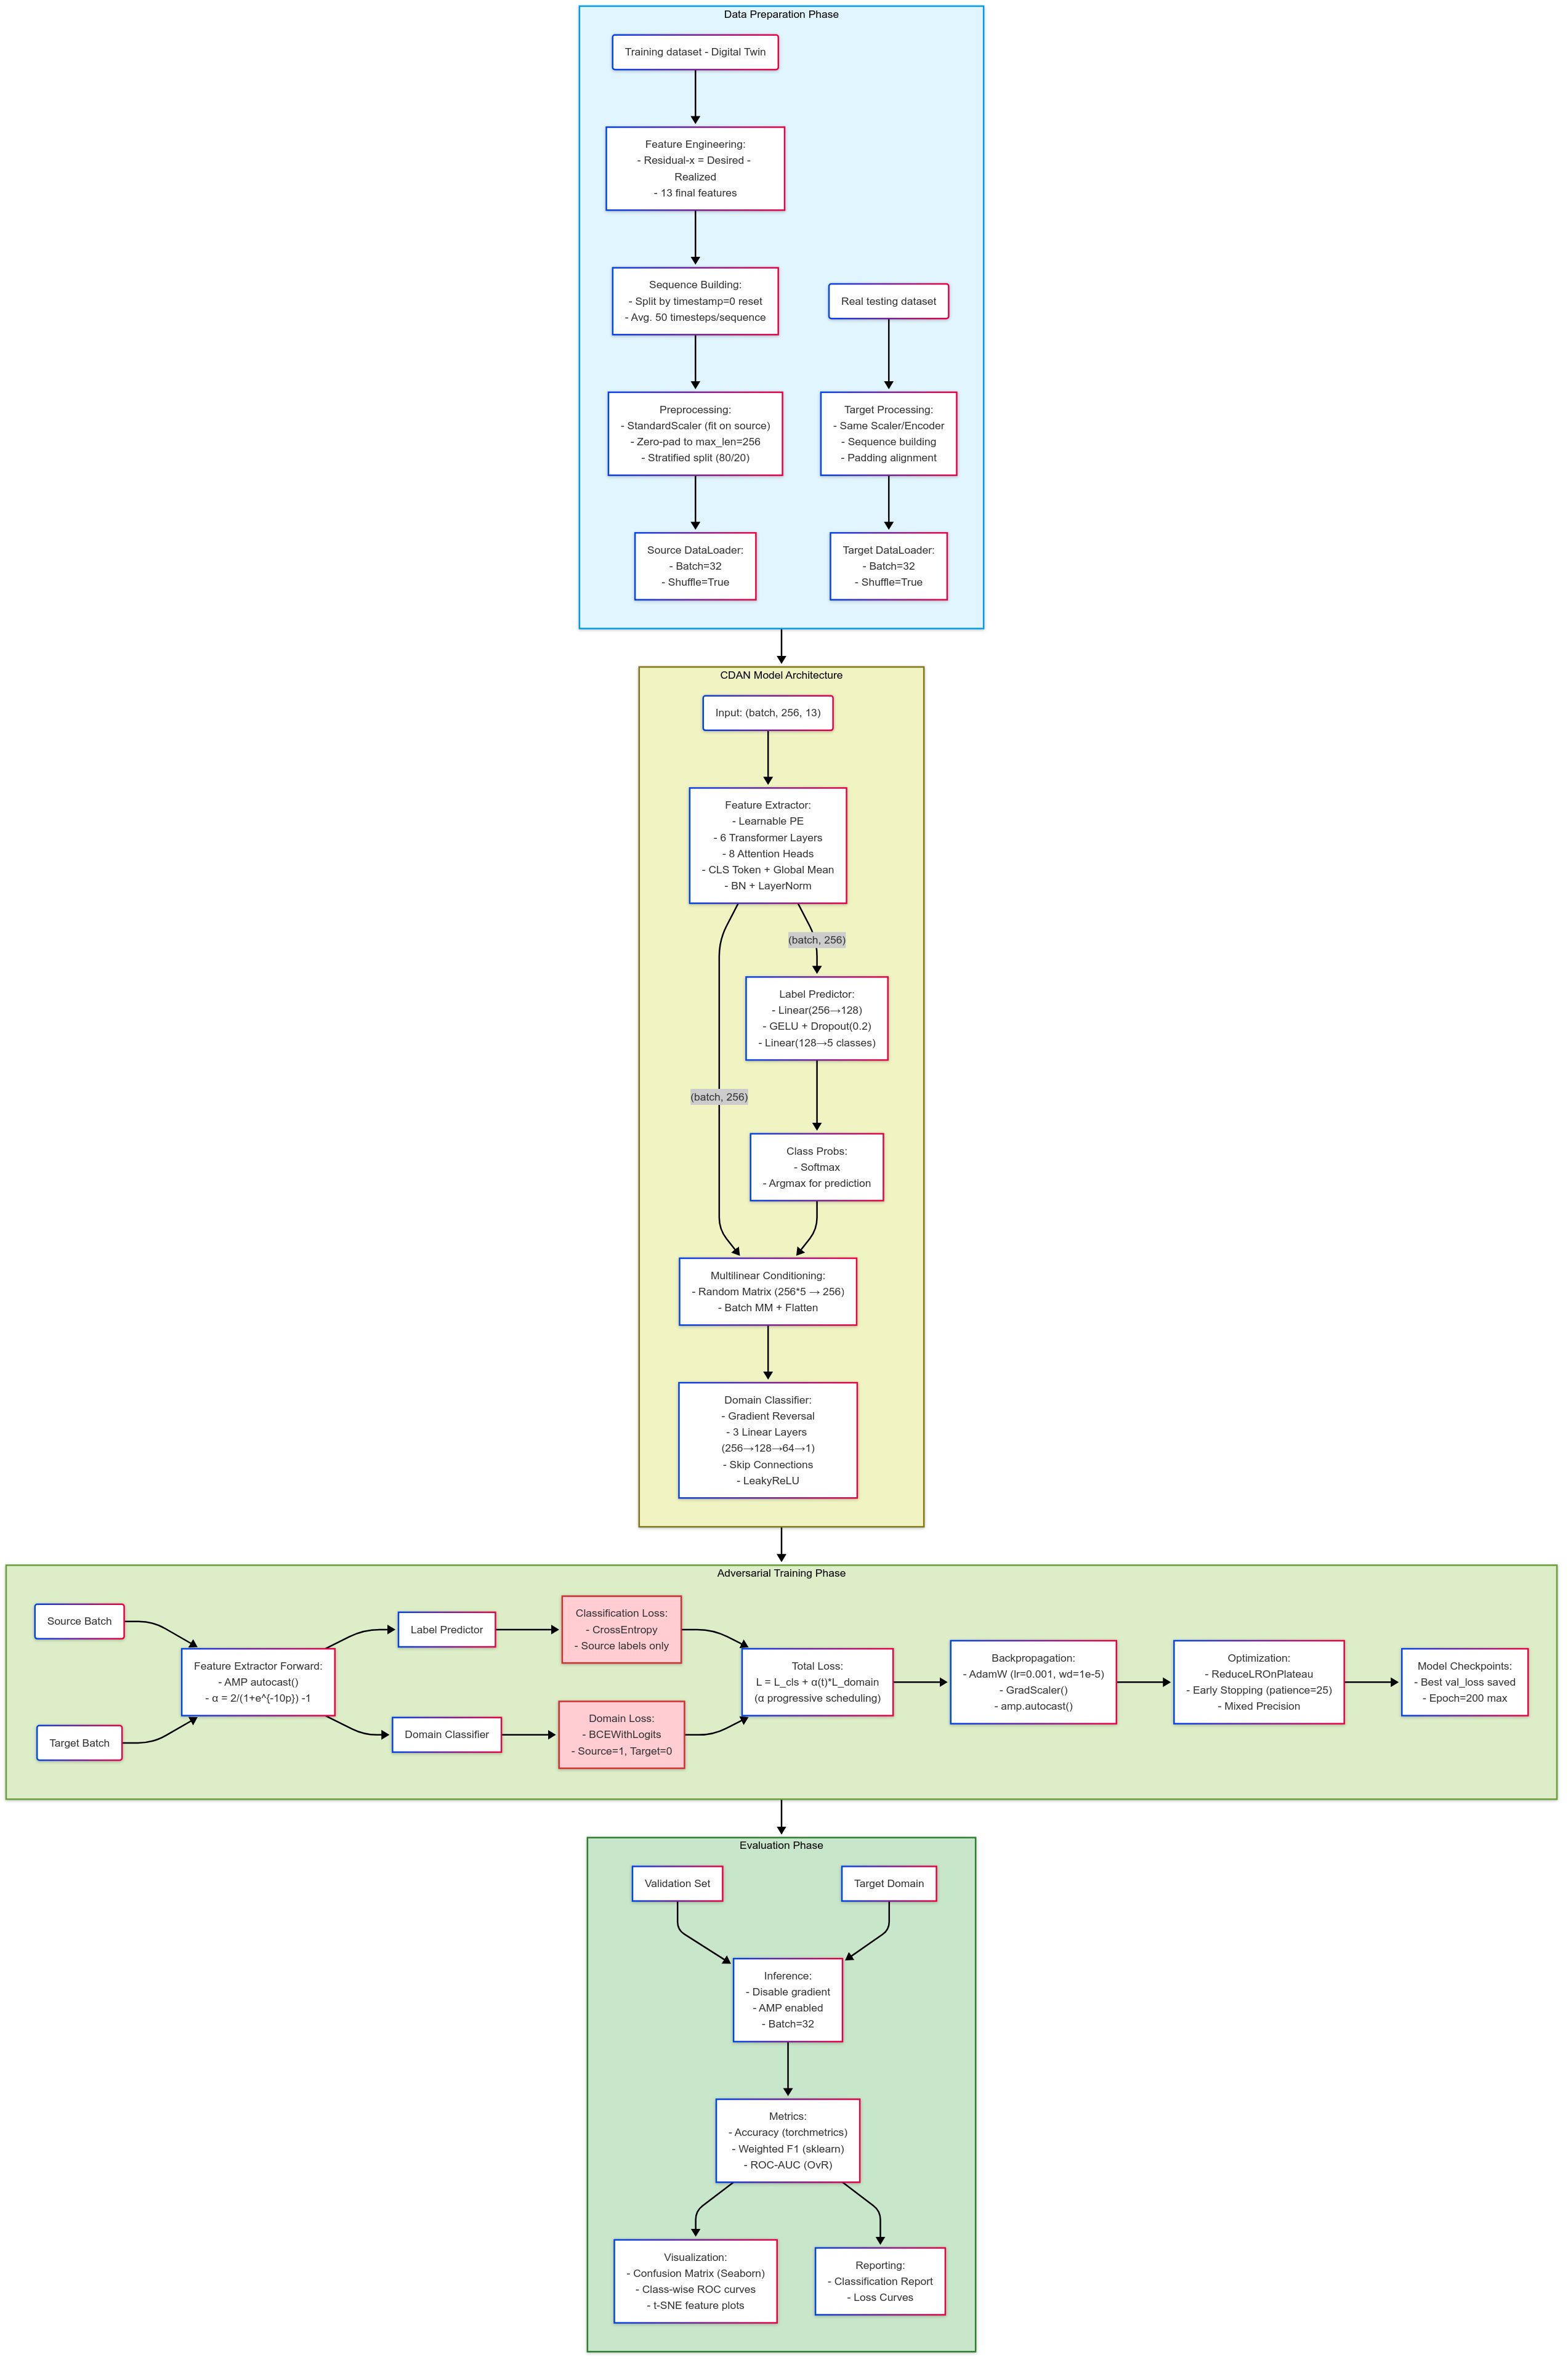 Data Preparation Phase
Training dataset - Digital Twin
Feature Engineering:
- Residual-x = Desired -
Realized
- 13 final features
Sequence Building:
- Split by timestamp=0 reset
- Avg. 50 timesteps/sequence
Real testing dataset
Preprocessing:
- StandardScaler (fit on source)
- Zero-pad to max_len=256
- Stratified split (80/20)
Target Processing:
- Same Scaler/Encoder
- Sequence building
- Padding alignment
Source DataLoader:
- Batch=32
- Shuffle=True
Target DataLoader:
- Batch=32
- Shuffle=True
CDAN Model Architecture
Input: (batch, 256, 13)
Feature Extractor:
- Learnable PE
- 6 Transformer Layers
- 8 Attention Heads
- CLS Token + Global Mean
- BN + LayerNorm
(batch, 256)
Label Predictor:
- Linear(256→128)
- GELU + Dropout(0.2)
- Linear(128→5 classes)
(batch, 256)
Class Probs:
- Softmax
- Argmax for prediction
Multilinear Conditioning:
- Random Matrix (256*5 → 256)
- Batch MM + Flatten
Domain Classifier:
- Gradient Reversal
- 3 Linear Layers
(256→128→64→1)
- Skip Connections
- LeakyReLU
Adversarial Training Phase
Source Batch
Target Batch
Feature Extractor Forward:
- AMP autocast()
- α = 2/(1+e^{-10p}) -1
Label Predictor
Domain Classifier
Classification Loss:
- CrossEntropy
- Source labels only
Domain Loss:
- BCEWithLogits
- Source=1, Target=0
Total Loss:
L = L_cls + α(t)*L_domain
(α progressive scheduling)
Backpropagation:
- AdamW (lr=0.001, wd=1e-5)
- GradScaler()
- amp.autocast()
Optimization:
- ReduceLROnPlateau
- Early Stopping (patience=25)
- Mixed Precision
Model Checkpoints:
- Best val_loss saved
- Epoch=200 max
Evaluation Phase
Validation Set
Target Domain
Inference:
- Disable gradient
- AMP enabled
- Batch=32
Metrics:
- Accuracy (torchmetrics)
- Weighted F1 (sklearn)
- ROC-AUC (OvR)
Visualization:
- Confusion Matrix (Seaborn)
- Class-wise ROC curves
- t-SNE feature plots
Reporting:
- Classification Report
- Loss Curves